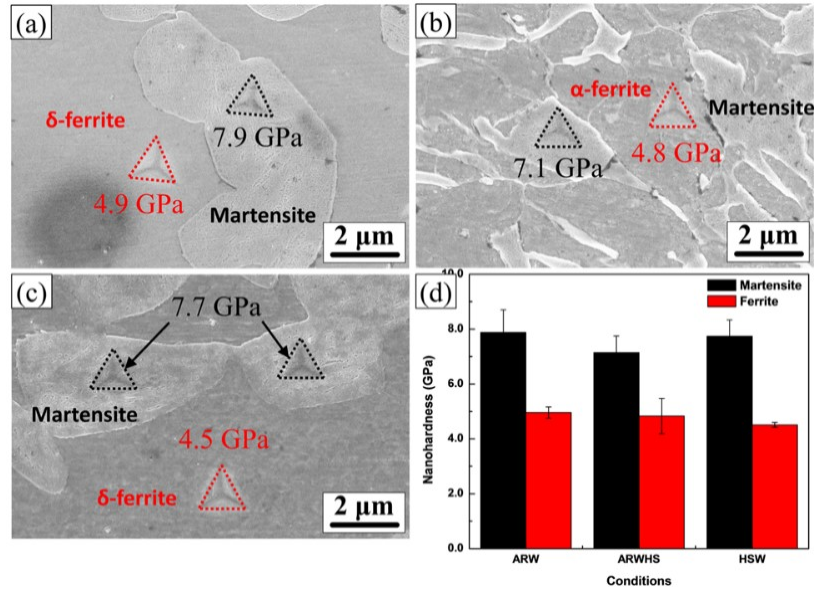 (a)
δ-ferrite
7.9 GPa
4.9 GPa
Martensite
2 μm
(b)
α-ferrite
Martensite
7.1 GPa
4.8 GPa
2 μm
(c)
7.7 GPa
Martensite
4.5 GPa
δ-ferrite
2 μm
(d)
Martensite
Ferrite
10.0
8.0
6.0
4.0
2.0
0.0
Nanohardness (GPa)
ARW ARWHS HSW
Conditions